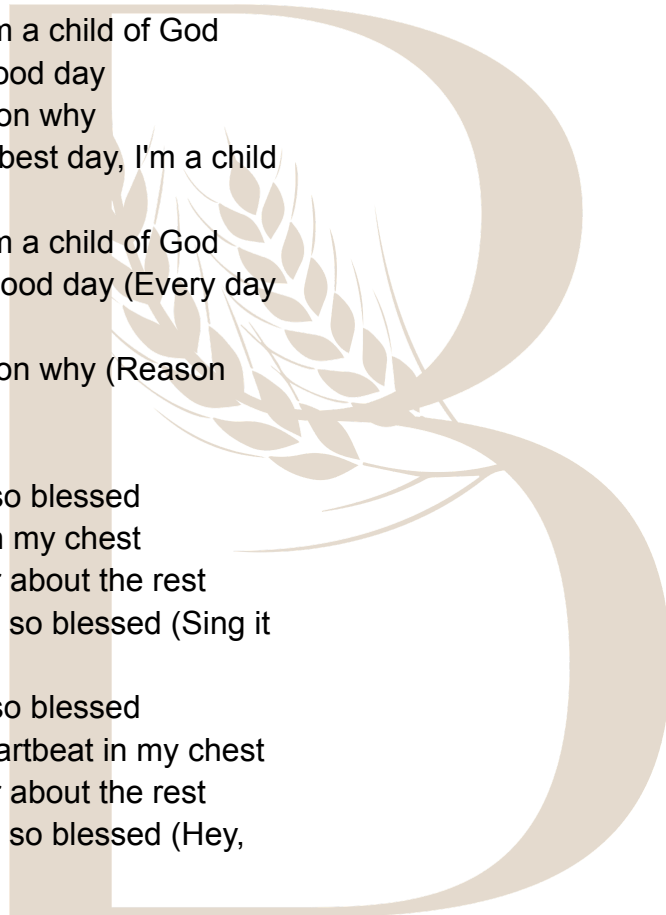 m a child of God
ood day
on why
best day, I'm a child
m a child of God
ood day (Every day
on why (Reason
so blessed
n my chest
r about the rest
so blessed (Sing it
so blessed
artbeat in my chest
r about the rest
so blessed (Hey,
B